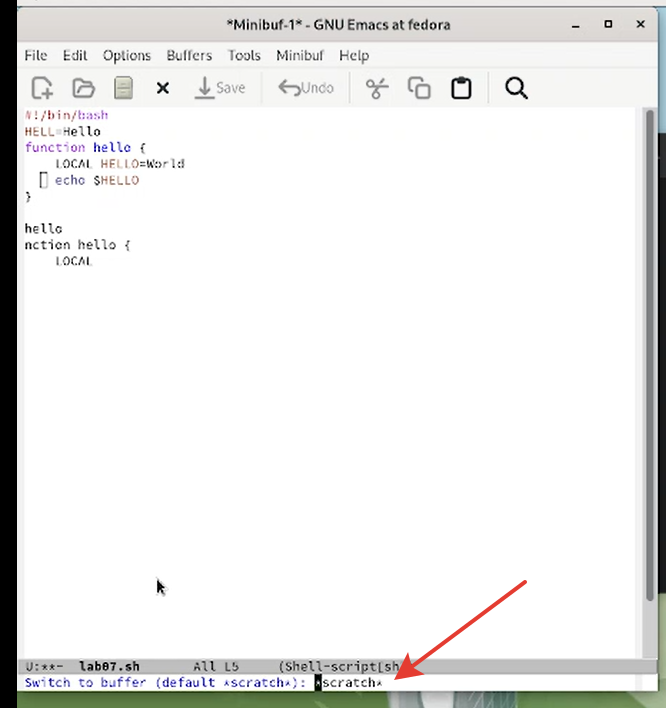 *Minibuf-1* - GNU Emacs at fedora
File Edit Options Buffers Tools Minibuf Help
Save Undo
#!/bin/bash
HELL=Hello
function hello {
LOCAL HELLO=World
echo $HELLO
}
hello
nction hello {
LOCAL
U:**- lab07.sh All L5 (Shell-script[sh
Switch to buffer (default *scratch*): *scratch*